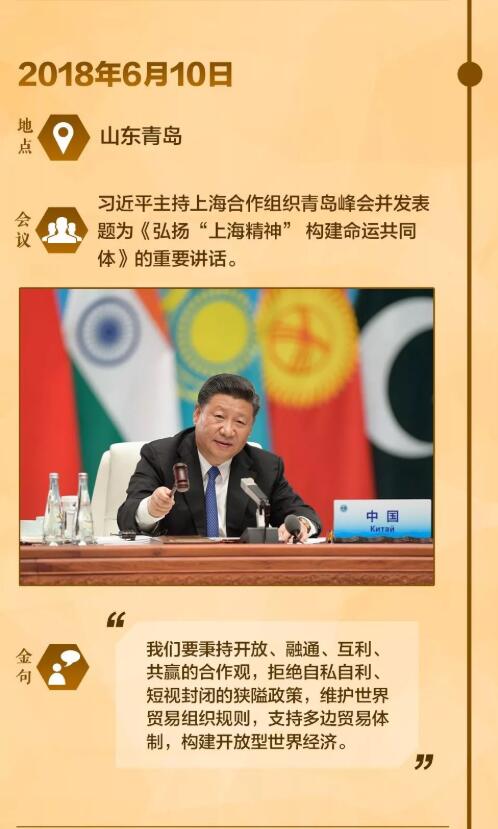 2018年6月10日
地点
山东青岛
会议
习近平主持上海合作组织青岛峰会并发表
题为《弘扬“上海精神” 构建命运共同
体》的重要讲话。
中 国
Китай
金句
“
我们要秉持开放、融通、互利、
共赢的合作观，拒绝自私自利、
短视封闭的狭隘政策，维护世界
贸易组织规则，支持多边贸易体
制，构建开放型世界经济。
”